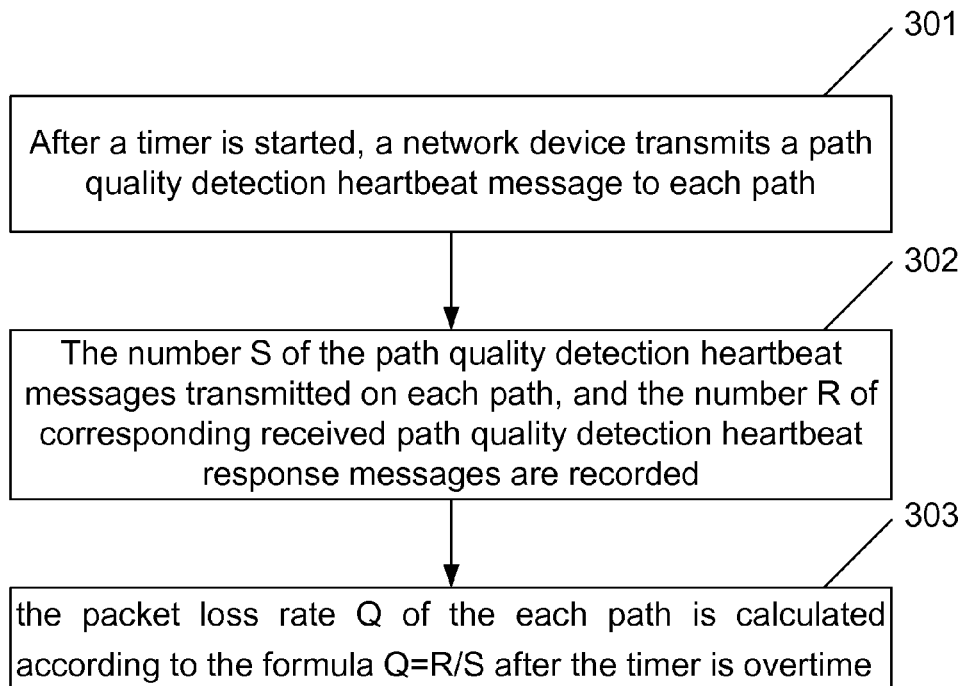 301
After a timer is started, a network device transmits a path
quality detection heartbeat message to each path
302
The number S of the path quality detection heartbeat
messages transmitted on each path, and the number R of
corresponding received path quality detection heartbeat
response messages are recorded
303
the packet loss rate Q of the each path is calculated
according to the formula Q=R/S after the timer is overtime